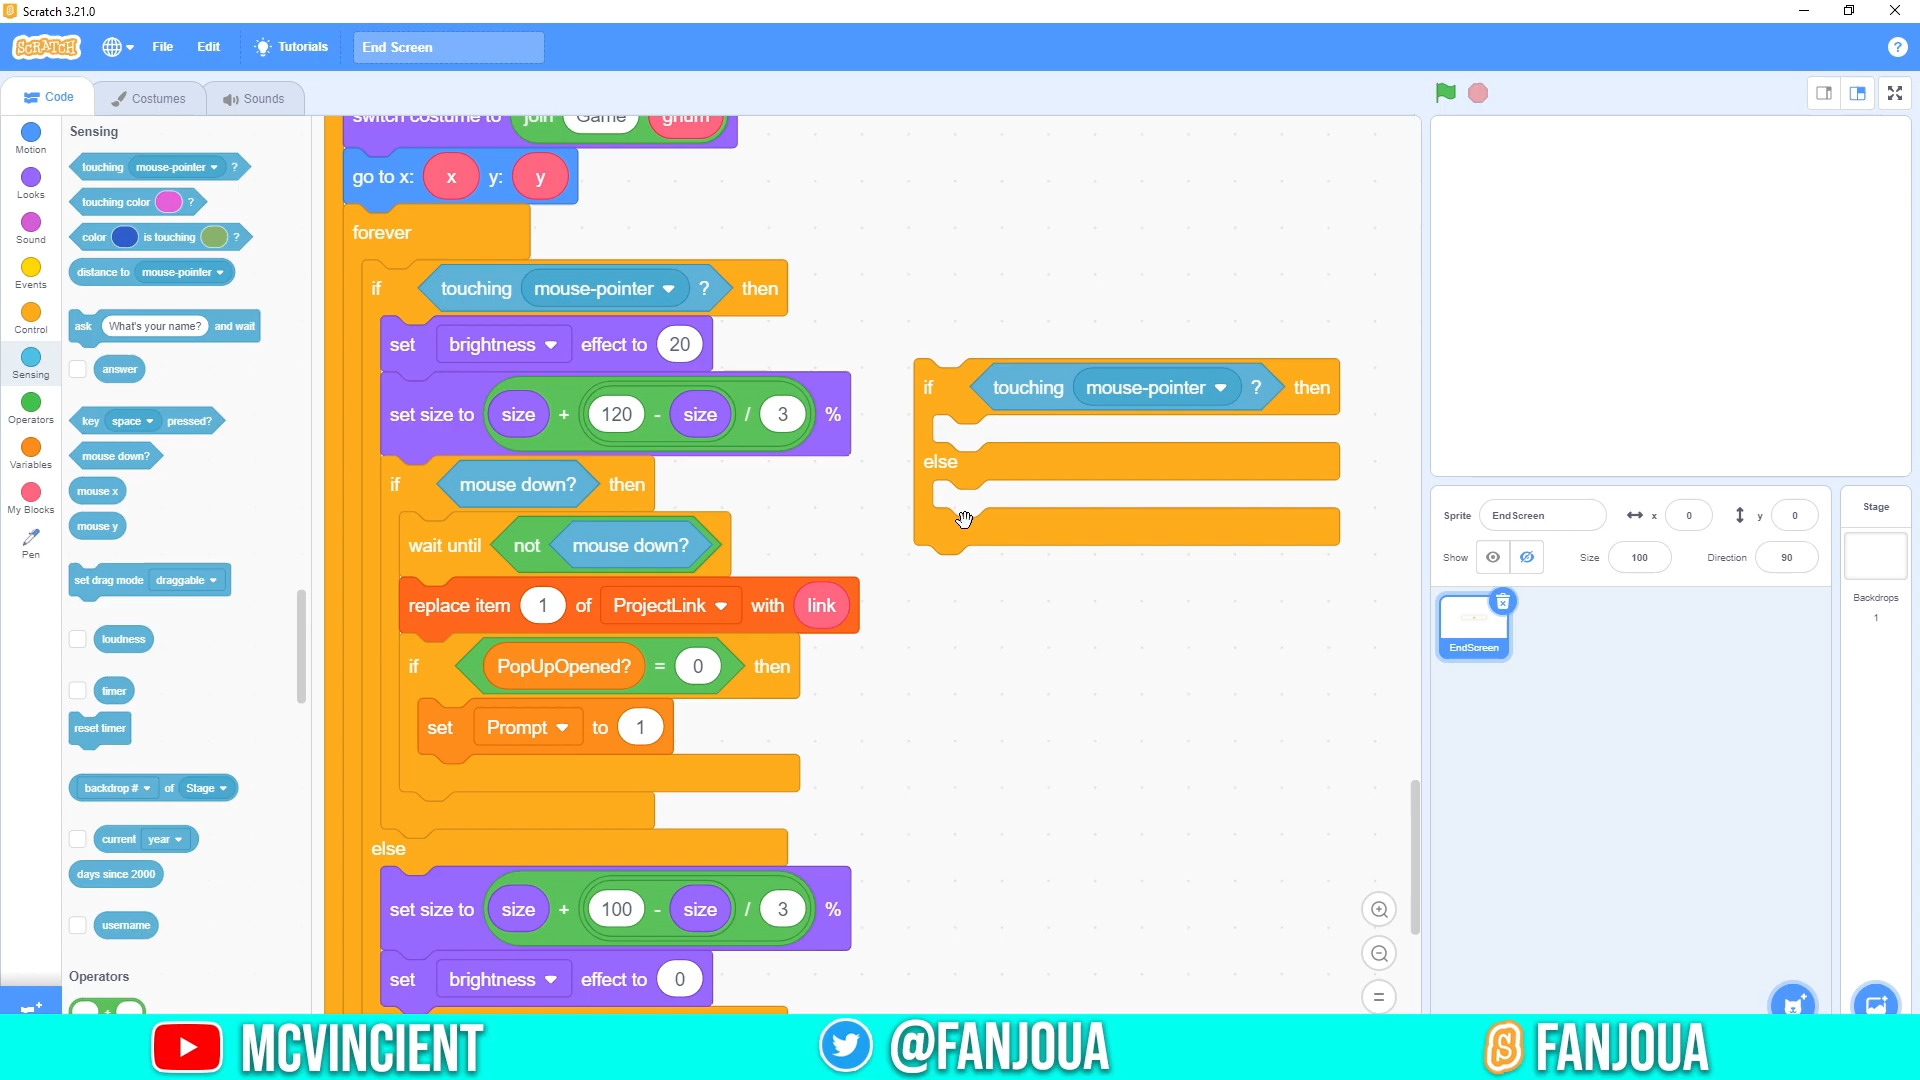 Scratch 3.21.0
SCRATCH File Edit Tutorials End Screen ?
Code Costumes Sounds
Motion
Looks
Sound
Events
Control
Sensing
Operators
Variables
My Blocks
Pen
Sensing
touching mouse-pointer ?
touching color ?
color is touching ?
distance to mouse-pointer
ask What's your name? and wait
answer
key space pressed?
mouse down?
mouse x
mouse y
set drag mode draggable
loudness
timer
reset timer
backdrop # of Stage
current year
days since 2000
username
Operators
switch costume to join Game gnum
go to x: x y: y
forever
if touching mouse-pointer ? then
set brightness effect to 20
set size to size + 120 - size / 3 %
if mouse down? then
wait until not mouse down?
replace item 1 of ProjectLink with link
if PopUpOpened? = 0 then
set Prompt to 1
else
set size to size + 100 - size / 3 %
set brightness effect to 0
if touching mouse-pointer ? then
else
Sprite EndScreen x 0 y 0
Show Size 100 Direction 90
EndScreen
Stage
Backdrops
1
MCVINCIENT @FANJOUA S FANJOUA